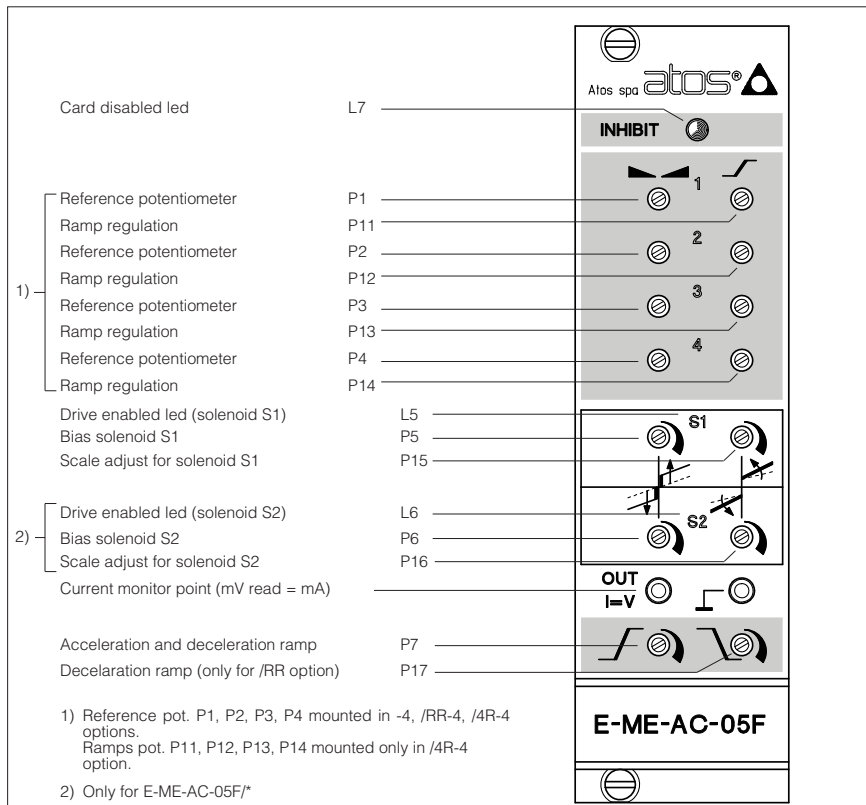 Atos spa atos®
Card disabled led L7
INHIBIT
1
Reference potentiometer P1
Ramp regulation P11
2
Reference potentiometer P2
Ramp regulation P12
1)
3
Reference potentiometer P3
Ramp regulation P13
4
Reference potentiometer P4
Ramp regulation P14
Drive enabled led (solenoid S1) L5
S1
Bias solenoid S1 P5
Scale adjust for solenoid S1 P15
Drive enabled led (solenoid S2) L6
S2
2)
Bias solenoid S2 P6
Scale adjust for solenoid S2 P16
OUT
I=V
Current monitor point (mV read = mA)
Acceleration and deceleration ramp P7
Decelaration ramp (only for /RR option) P17
1) Reference pot. P1, P2, P3, P4 mounted in -4, /RR-4, /4R-4
options.
Ramps pot. P11, P12, P13, P14 mounted only in /4R-4
option.
2) Only for E-ME-AC-05F/*
E-ME-AC-05F